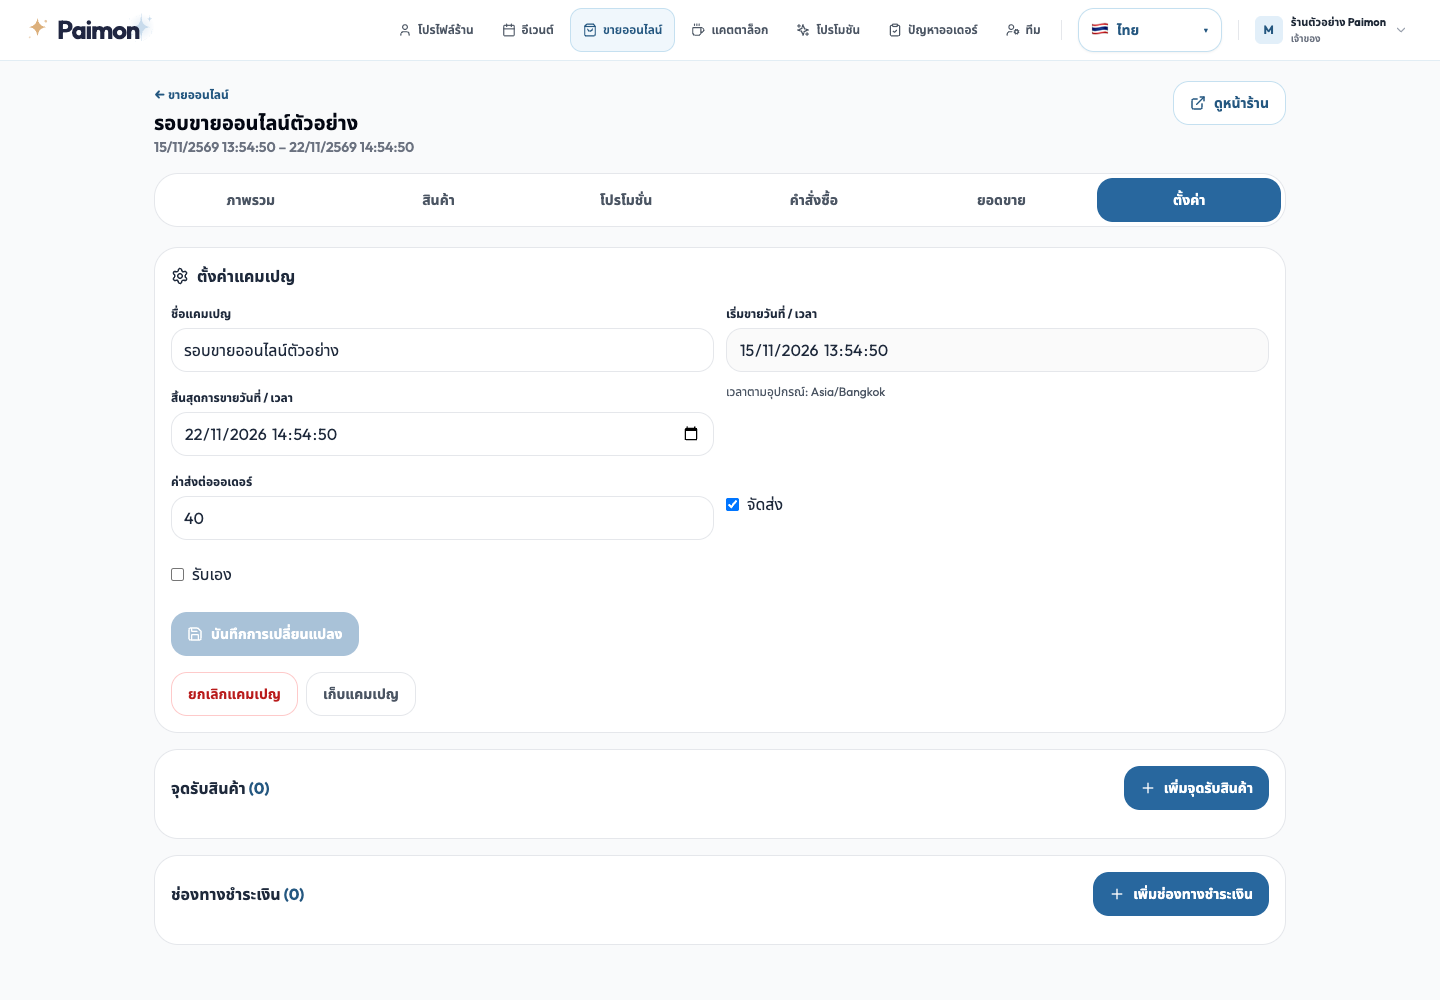 Paimon
โปรไฟล์ร้าน
อีเวนต์
ขายออนไลน์
แคตตาล็อก
โปรโมชัน
ปัญหาออเดอร์
ทีม
ไทย
M
ร้านตัวอย่าง Paimon
เจ้าของ
← ขายออนไลน์
รอบขายออนไลน์ตัวอย่าง
15/11/2569 13:54:50 – 22/11/2569 14:54:50
ดูหน้าร้าน
ภาพรวม
สินค้า
โปรโมชั่น
คำสั่งซื้อ
ยอดขาย
ตั้งค่า
ตั้งค่าแคมเปญ
ชื่อแคมเปญ
รอบขายออนไลน์ตัวอย่าง
เริ่มขายวันที่ / เวลา
15/11/2026 13:54:50
เวลาตามอุปกรณ์: Asia/Bangkok
สิ้นสุดการขายวันที่ / เวลา
22/11/2026 14:54:50
ค่าส่งต่อออเดอร์
40
จัดส่ง
รับเอง
บันทึกการเปลี่ยนแปลง
ยกเลิกแคมเปญ
เก็บแคมเปญ
จุดรับสินค้า (0)
เพิ่มจุดรับสินค้า
ช่องทางชำระเงิน (0)
เพิ่มช่องทางชำระเงิน